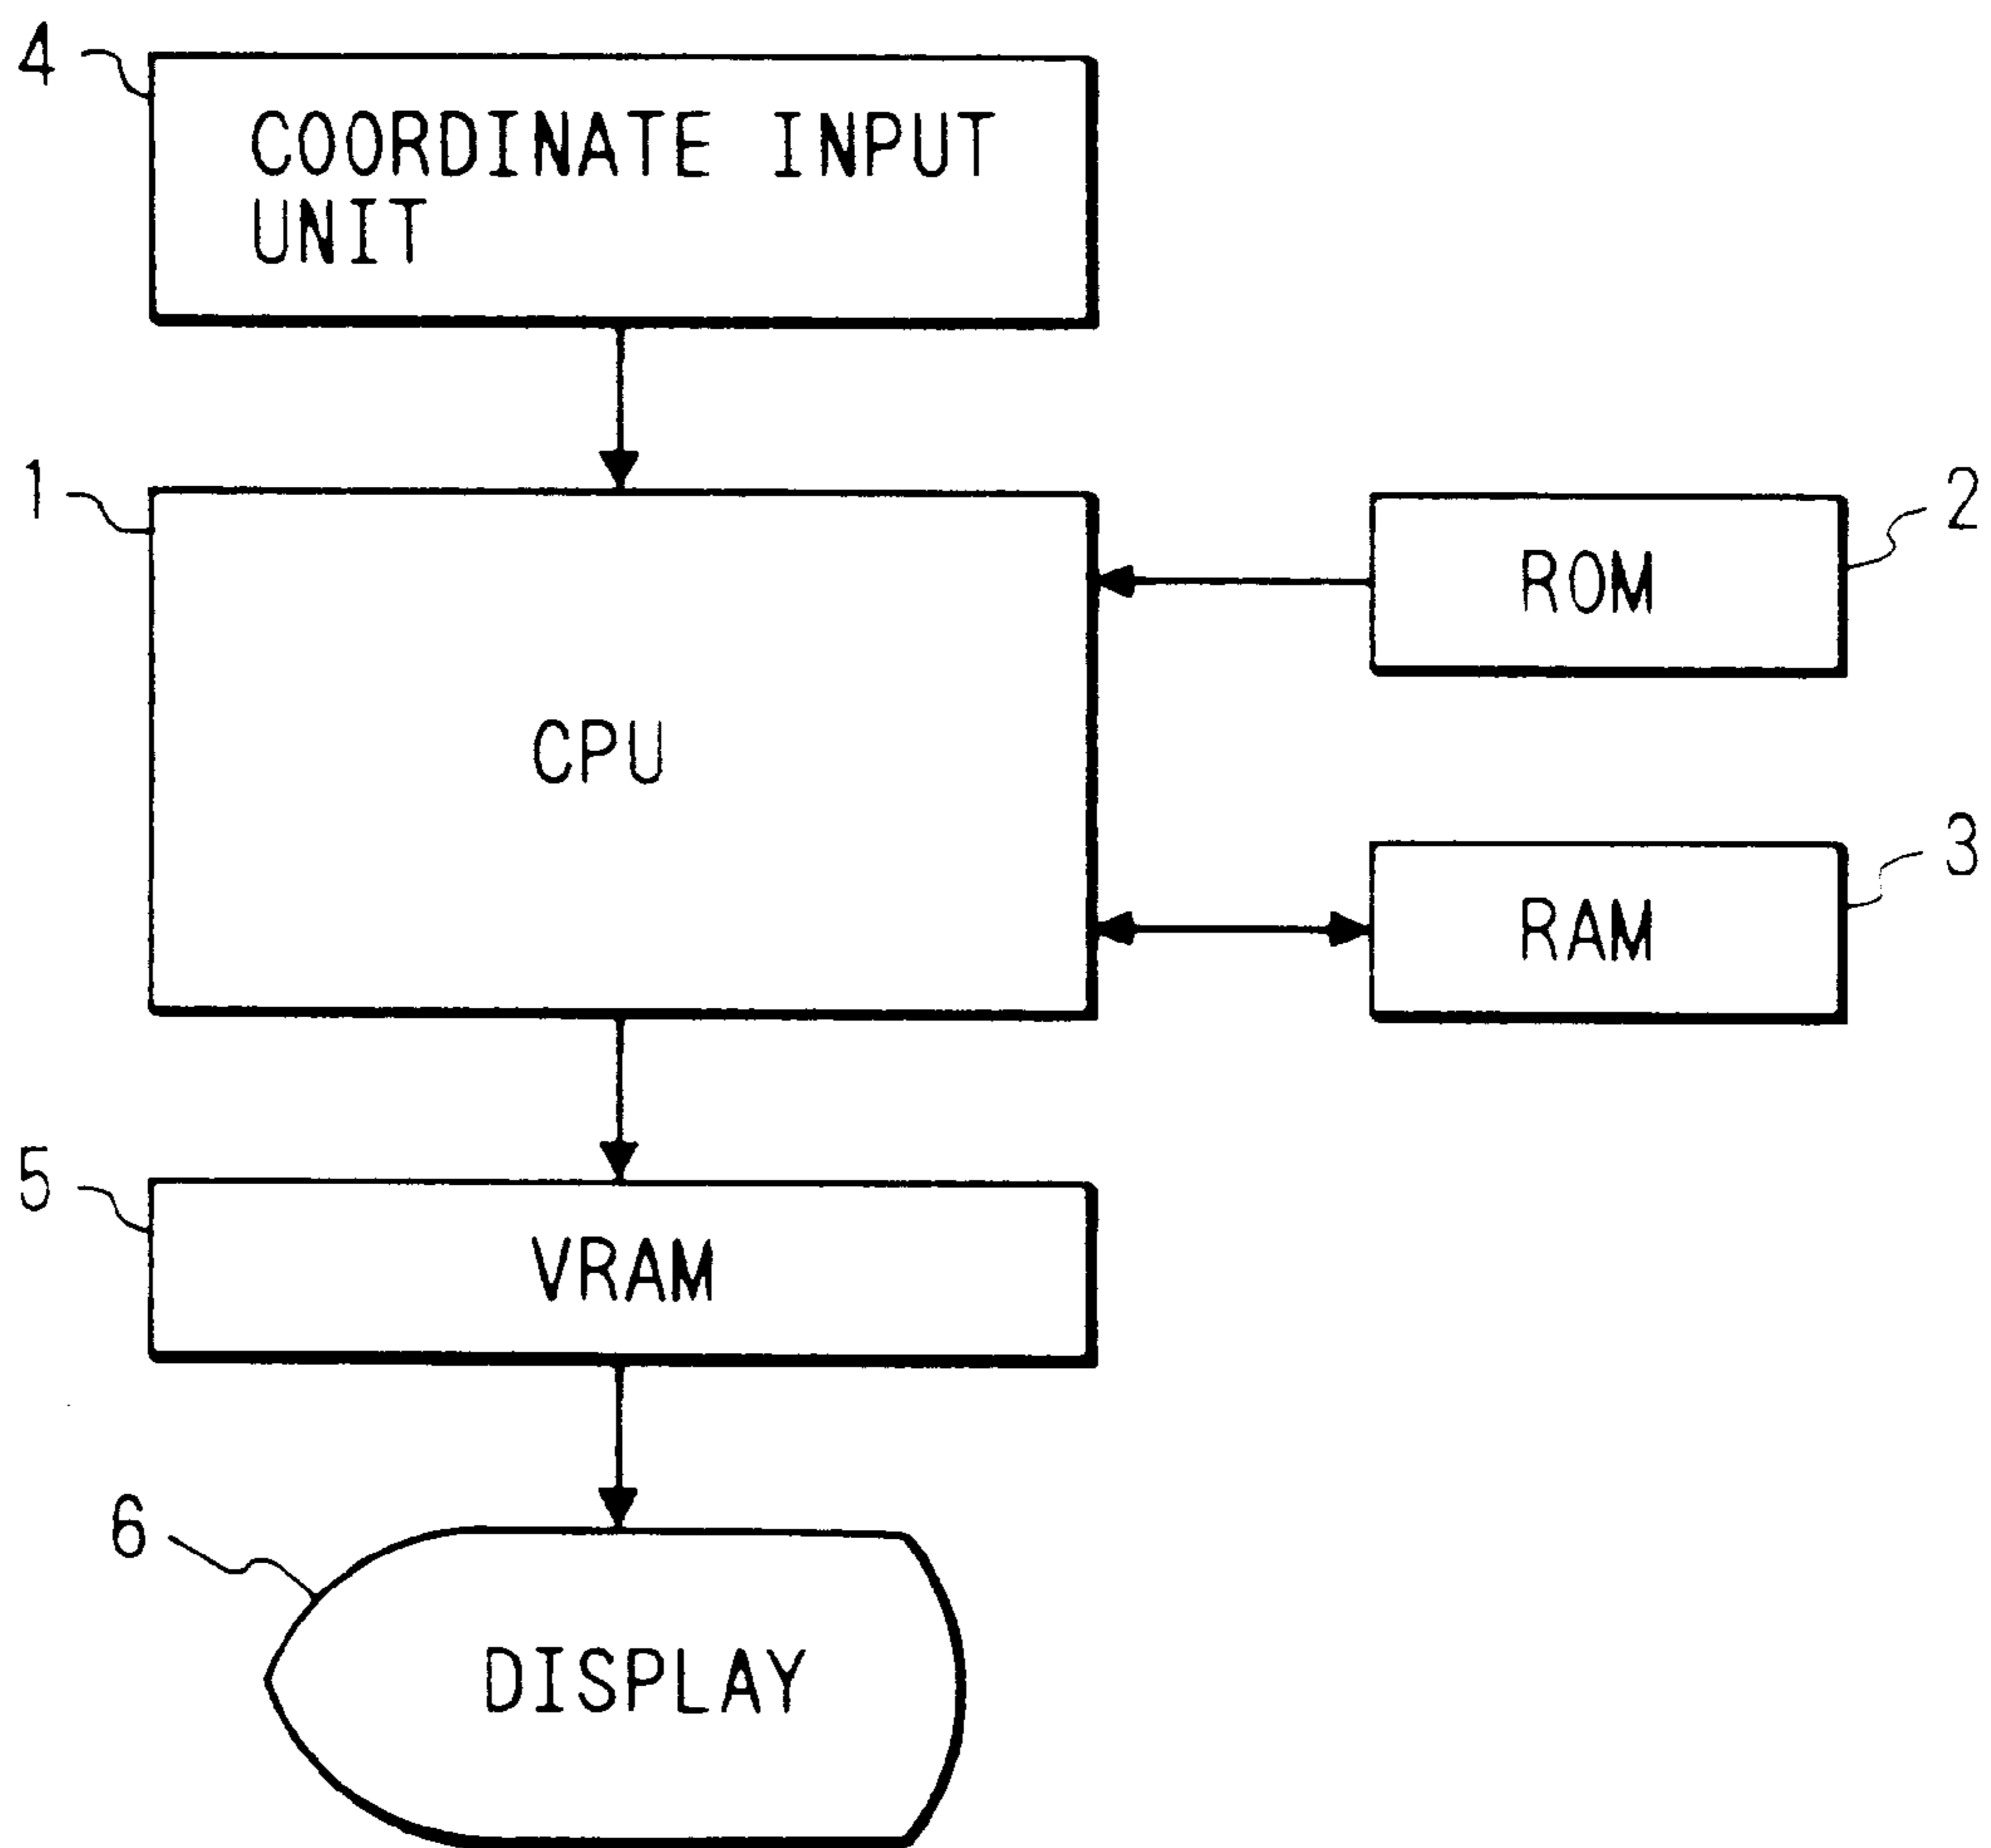 4
COORDINATE INPUT
UNIT
1
CPU
2
ROM
3
RAM
5
VRAM
6
DISPLAY